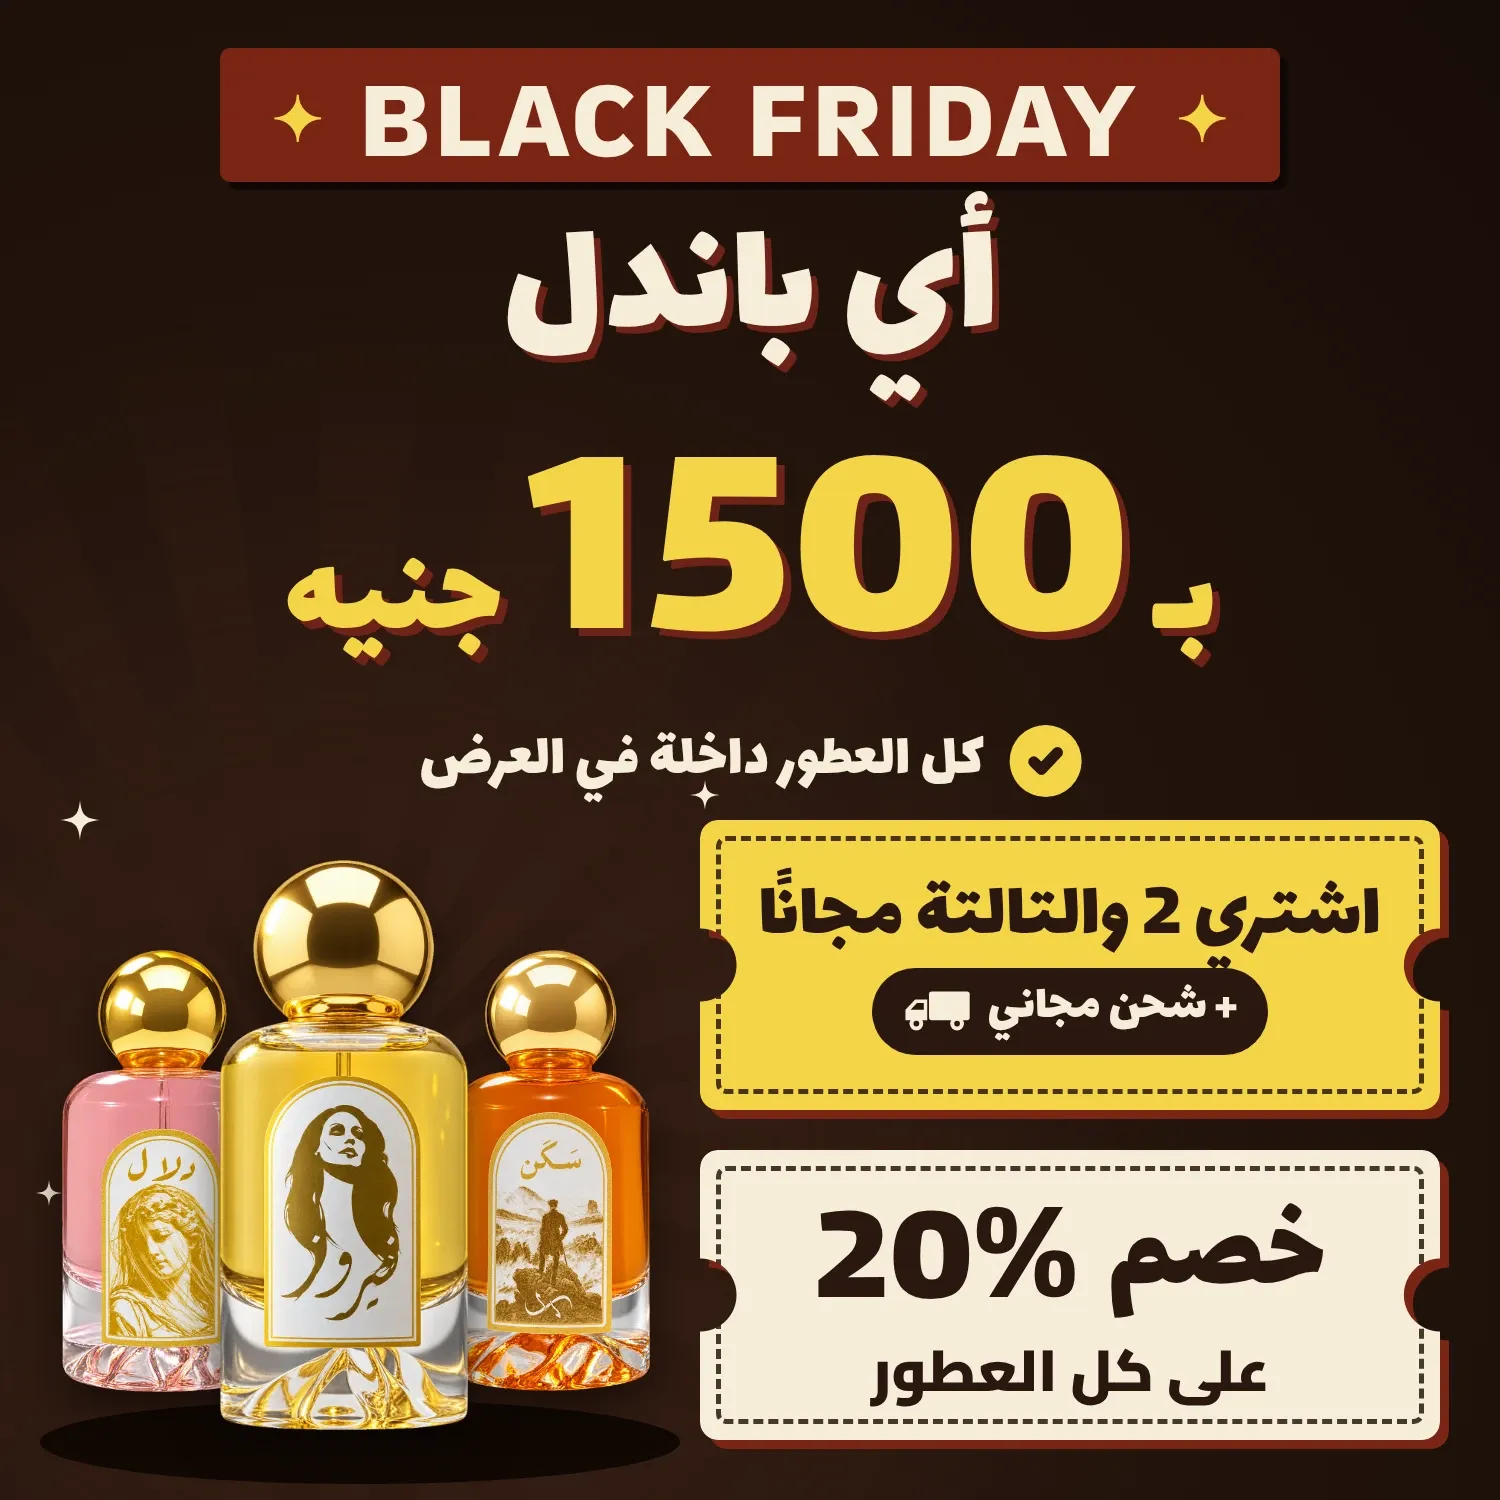 BLACK FRIDAY
أي باندل
بـ 1500 جنيه
كل العطور داخلة في العرض
اشتري 2 والتالتة مجانًا
+ شحن مجاني
خصم 20%
على كل العطور
دلال
فيروز
سَكَن